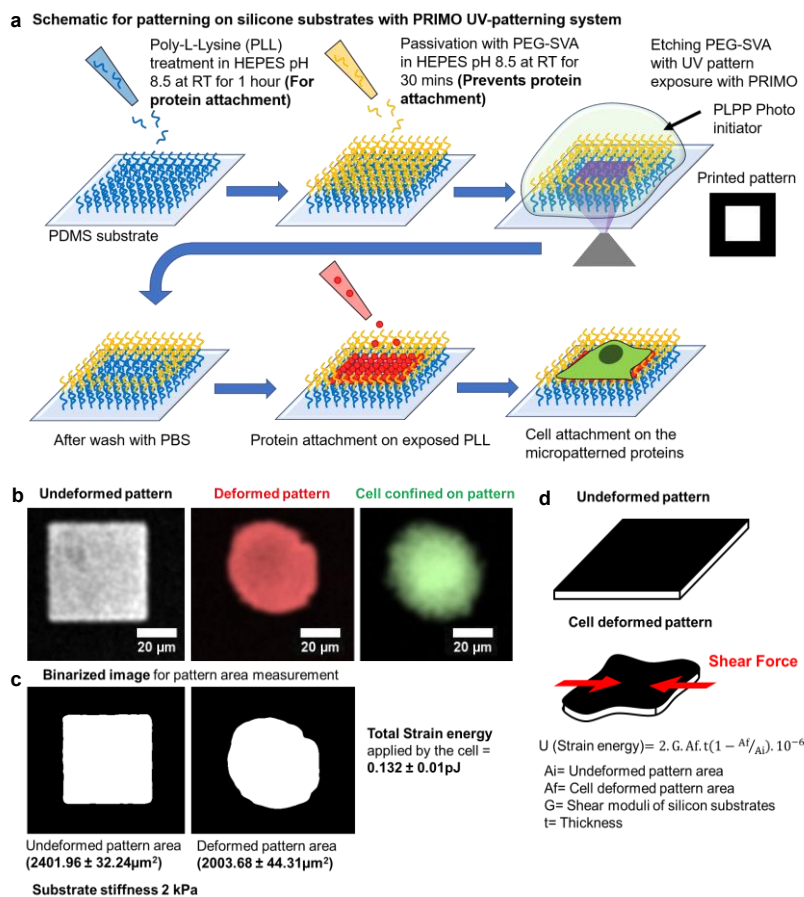 a Schematic for patterning on silicone substrates with PRIMO UV-patterning system
Poly-L-Lysine (PLL)
treatment in HEPES pH
8.5 at RT for 1 hour (For
protein attachment)
Passivation with PEG-SVA
in HEPES pH 8.5 at RT for
30 mins (Prevents protein
attachment)
Etching PEG-SVA
with UV pattern
exposure with PRIMO
PLPP Photo
initiator
Printed pattern
PDMS substrate
After wash with PBS
Protein attachment on exposed PLL
Cell attachment on the
micropatterned proteins
b
Undeformed pattern
Deformed pattern
Cell confined on pattern
20 µm
20 µm
20 µm
c
Binarized image for pattern area measurement
Undeformed pattern area
(2401.96 ± 32.24µm²)
Deformed pattern area
(2003.68 ± 44.31µm²)
Total Strain energy
applied by the cell =
0.132 ± 0.01pJ
Substrate stiffness 2 kPa
d
Undeformed pattern
Cell deformed pattern
Shear Force
U (Strain energy)= 2. G. Af. t(1 − Af/Ai). 10⁻⁶
Ai= Undeformed pattern area
Af= Cell deformed pattern area
G= Shear moduli of silicon substrates
t= Thickness